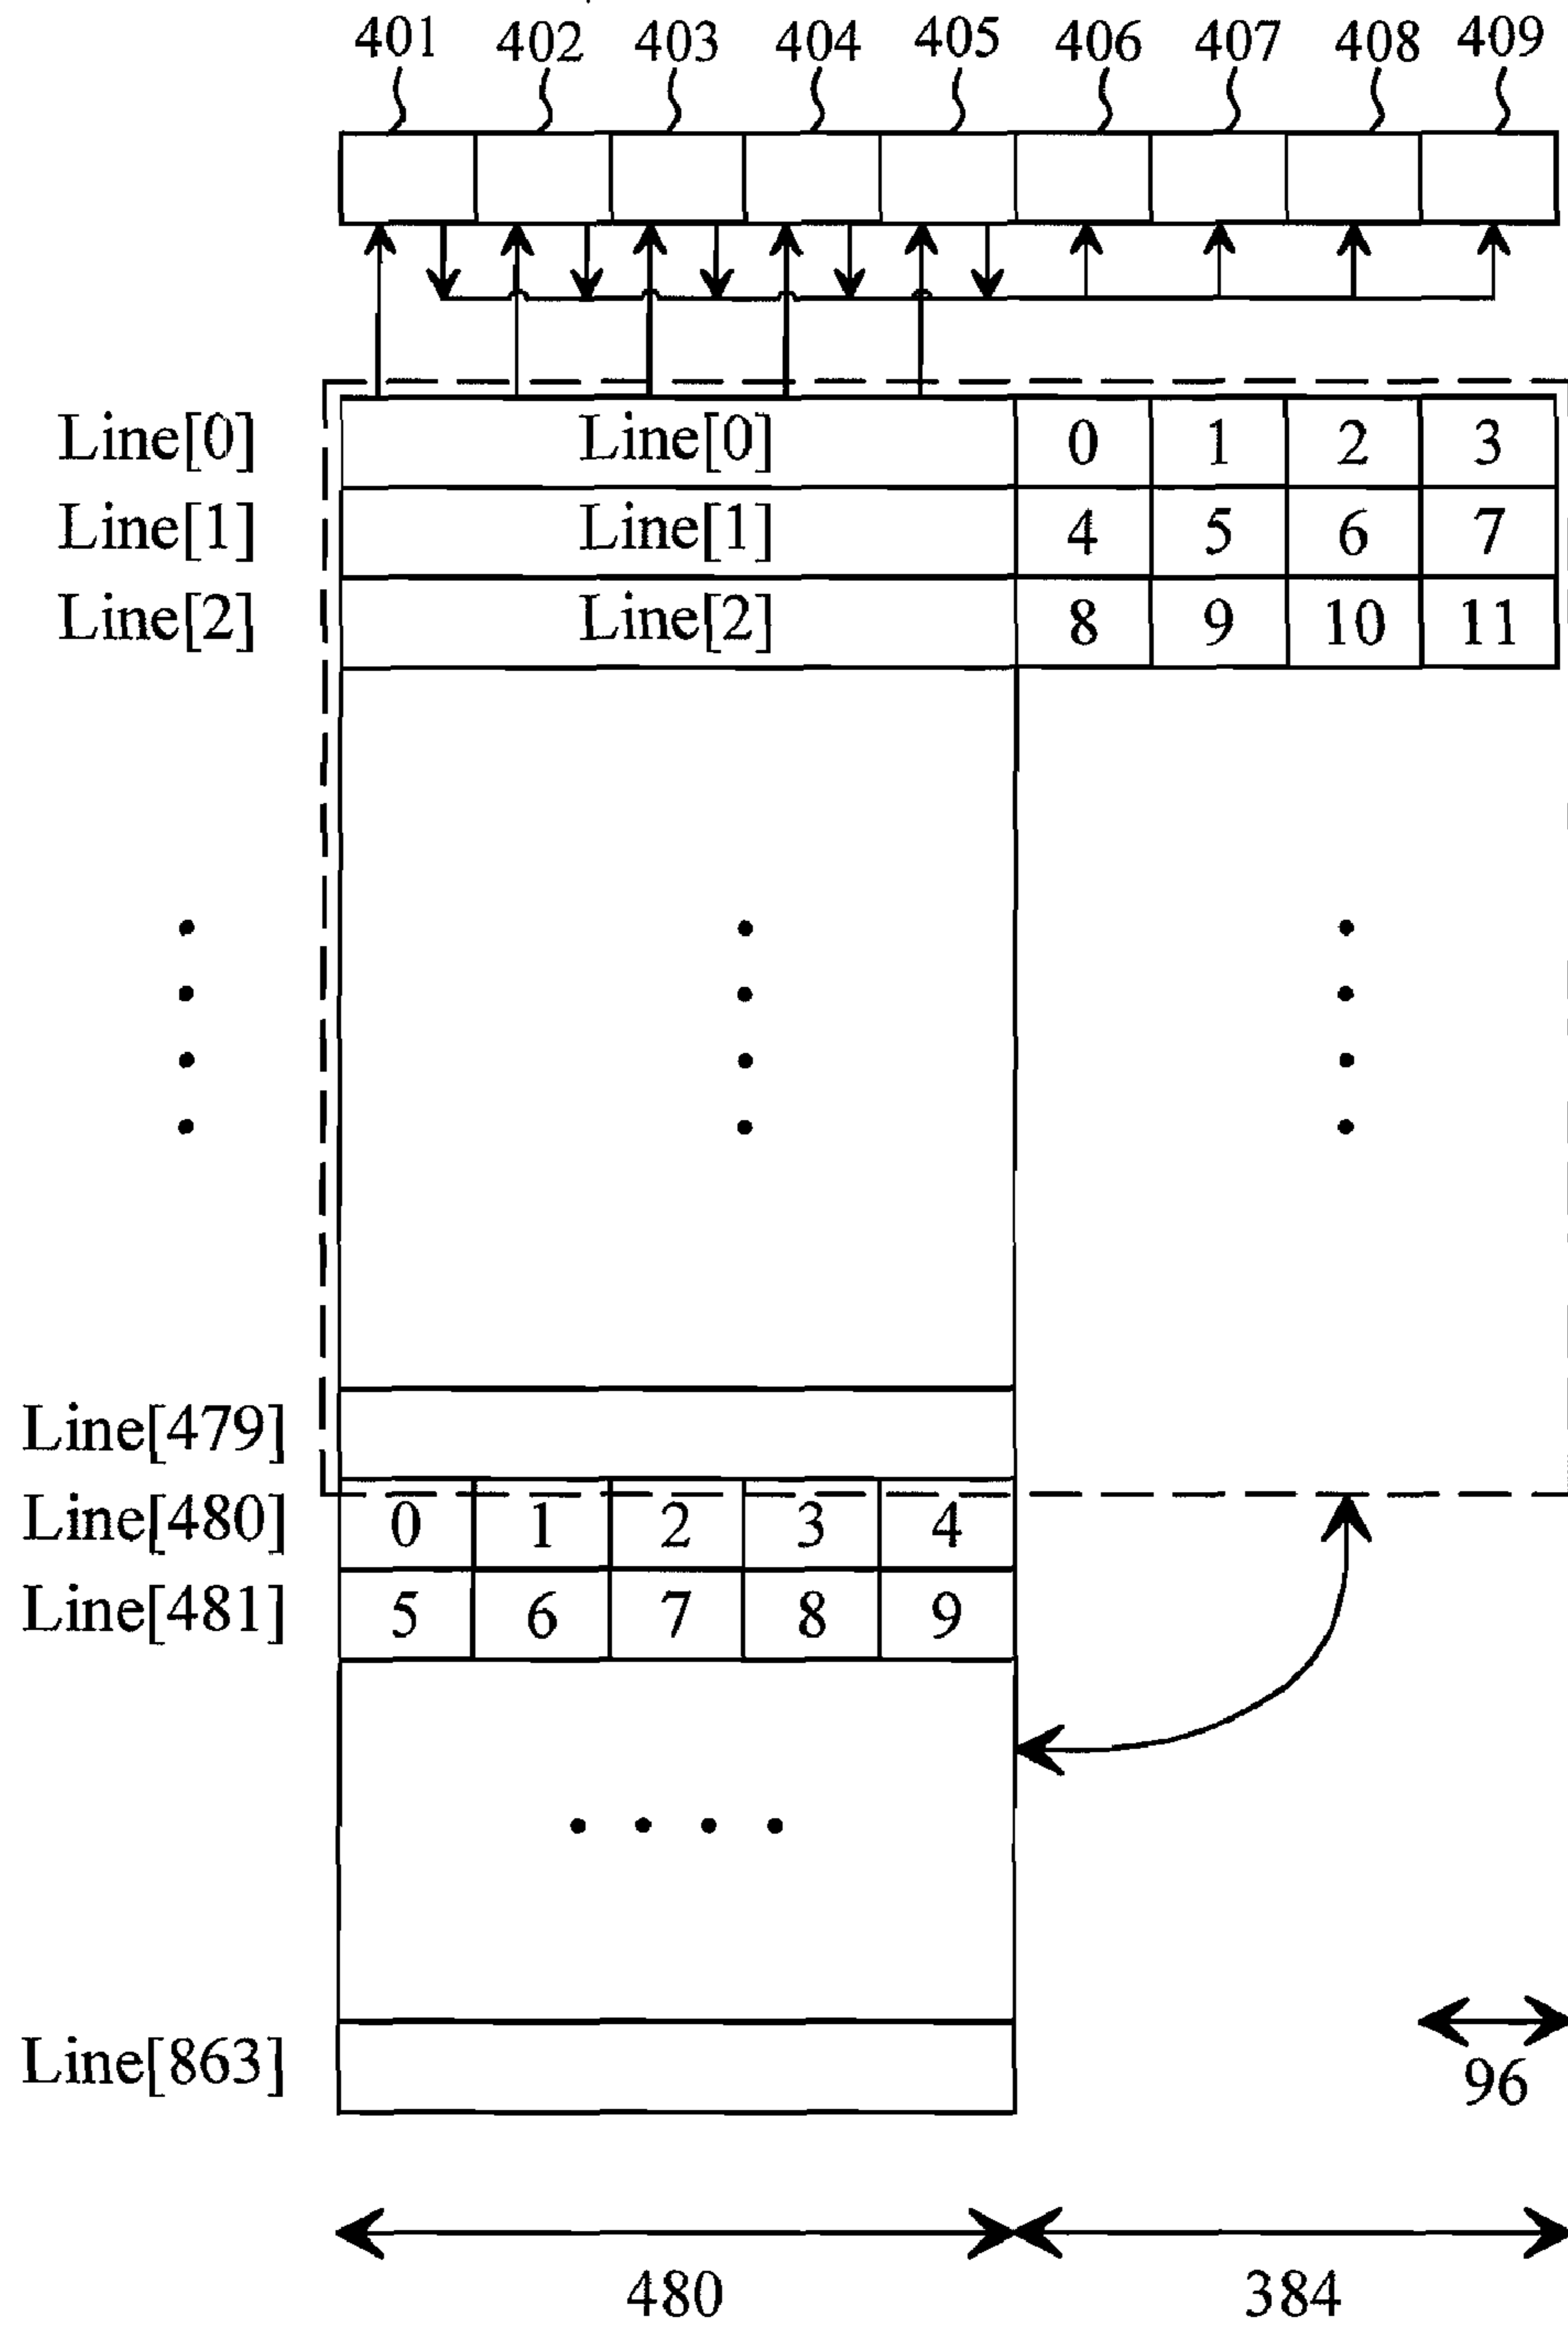 401 402 403 404 405 406 407 408 409
Line[0] Line[0] 0 1 2 3
Line[1] Line[1] 4 5 6 7
Line[2] Line[2] 8 9 10 11
Line[479]
Line[480] 0 1 2 3 4
Line[481] 5 6 7 8 9
Line[863]
96
480 384